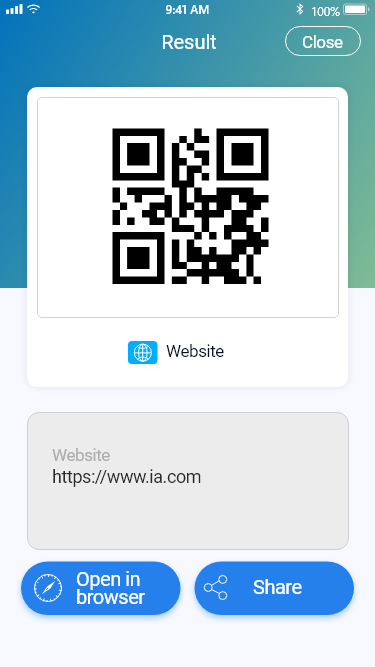 9:41 AM
100%
Result
Close
Website
Website
https://www.ia.com
Open in
browser
Share